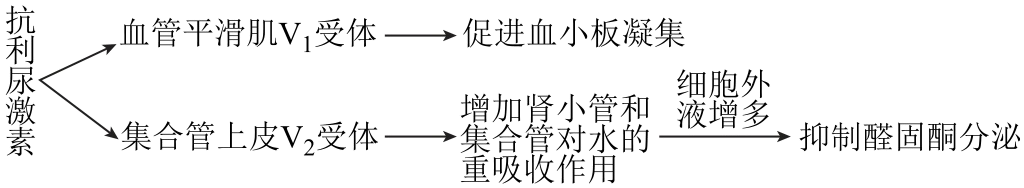 抗利尿激素
血管平滑肌V₁受体
促进血小板凝集
集合管上皮V₂受体
增加肾小管和
集合管对水的
重吸收作用
细胞外
液增多
抑制醛固酮分泌